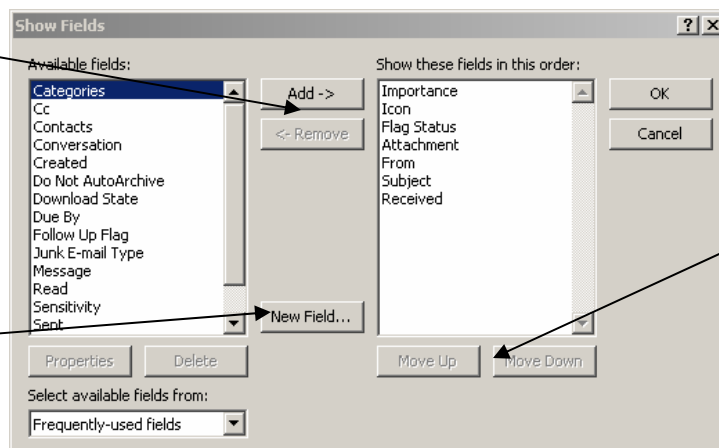 Show Fields
Available fields:
Categories
Cc
Contacts
Conversation
Created
Do Not AutoArchive
Download State
Due By
Follow Up Flag
Junk E-mail Type
Message
Read
Sensitivity
Sent
Add ->
<- Remove
New Field...
Show these fields in this order:
Importance
Icon
Flag Status
Attachment
From
Subject
Received
OK
Cancel
Properties
Delete
Move Up
Move Down
Select available fields from:
Frequently-used fields